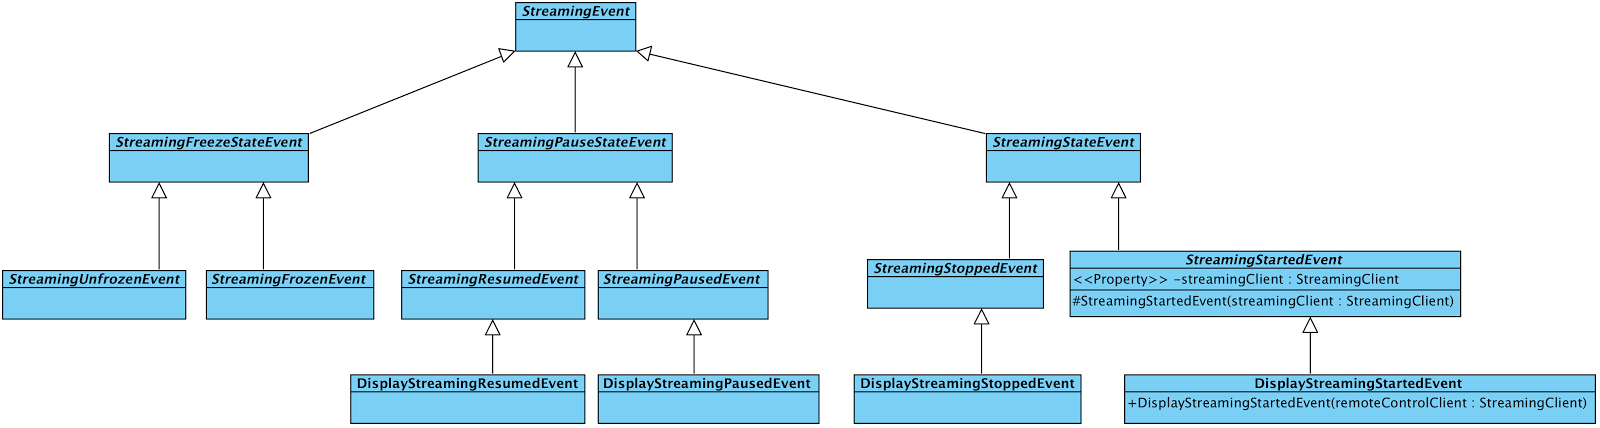 StreamingEvent
StreamingFreezeStateEvent
StreamingPauseStateEvent
StreamingStateEvent
StreamingUnfrozenEvent
StreamingFrozenEvent
StreamingResumedEvent
StreamingPausedEvent
StreamingStoppedEvent
StreamingStartedEvent
<<Property>> -streamingClient : StreamingClient
#StreamingStartedEvent(streamingClient : StreamingClient)
DisplayStreamingResumedEvent
DisplayStreamingPausedEvent
DisplayStreamingStoppedEvent
DisplayStreamingStartedEvent
+DisplayStreamingStartedEvent(remoteControlClient : StreamingClient)